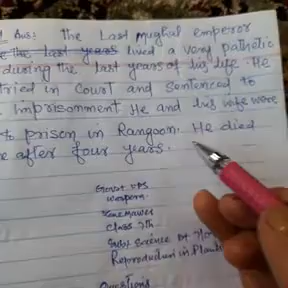 Ans: The Last Mughal emperor
the last years lived a very pathetic
during the last years of his life. He
tried in Court and Sentenced to
imprisonment He and his wife were
to prison in Rangoon. He died
after four years.
Class 7th
Reproduction in Plants
Questions